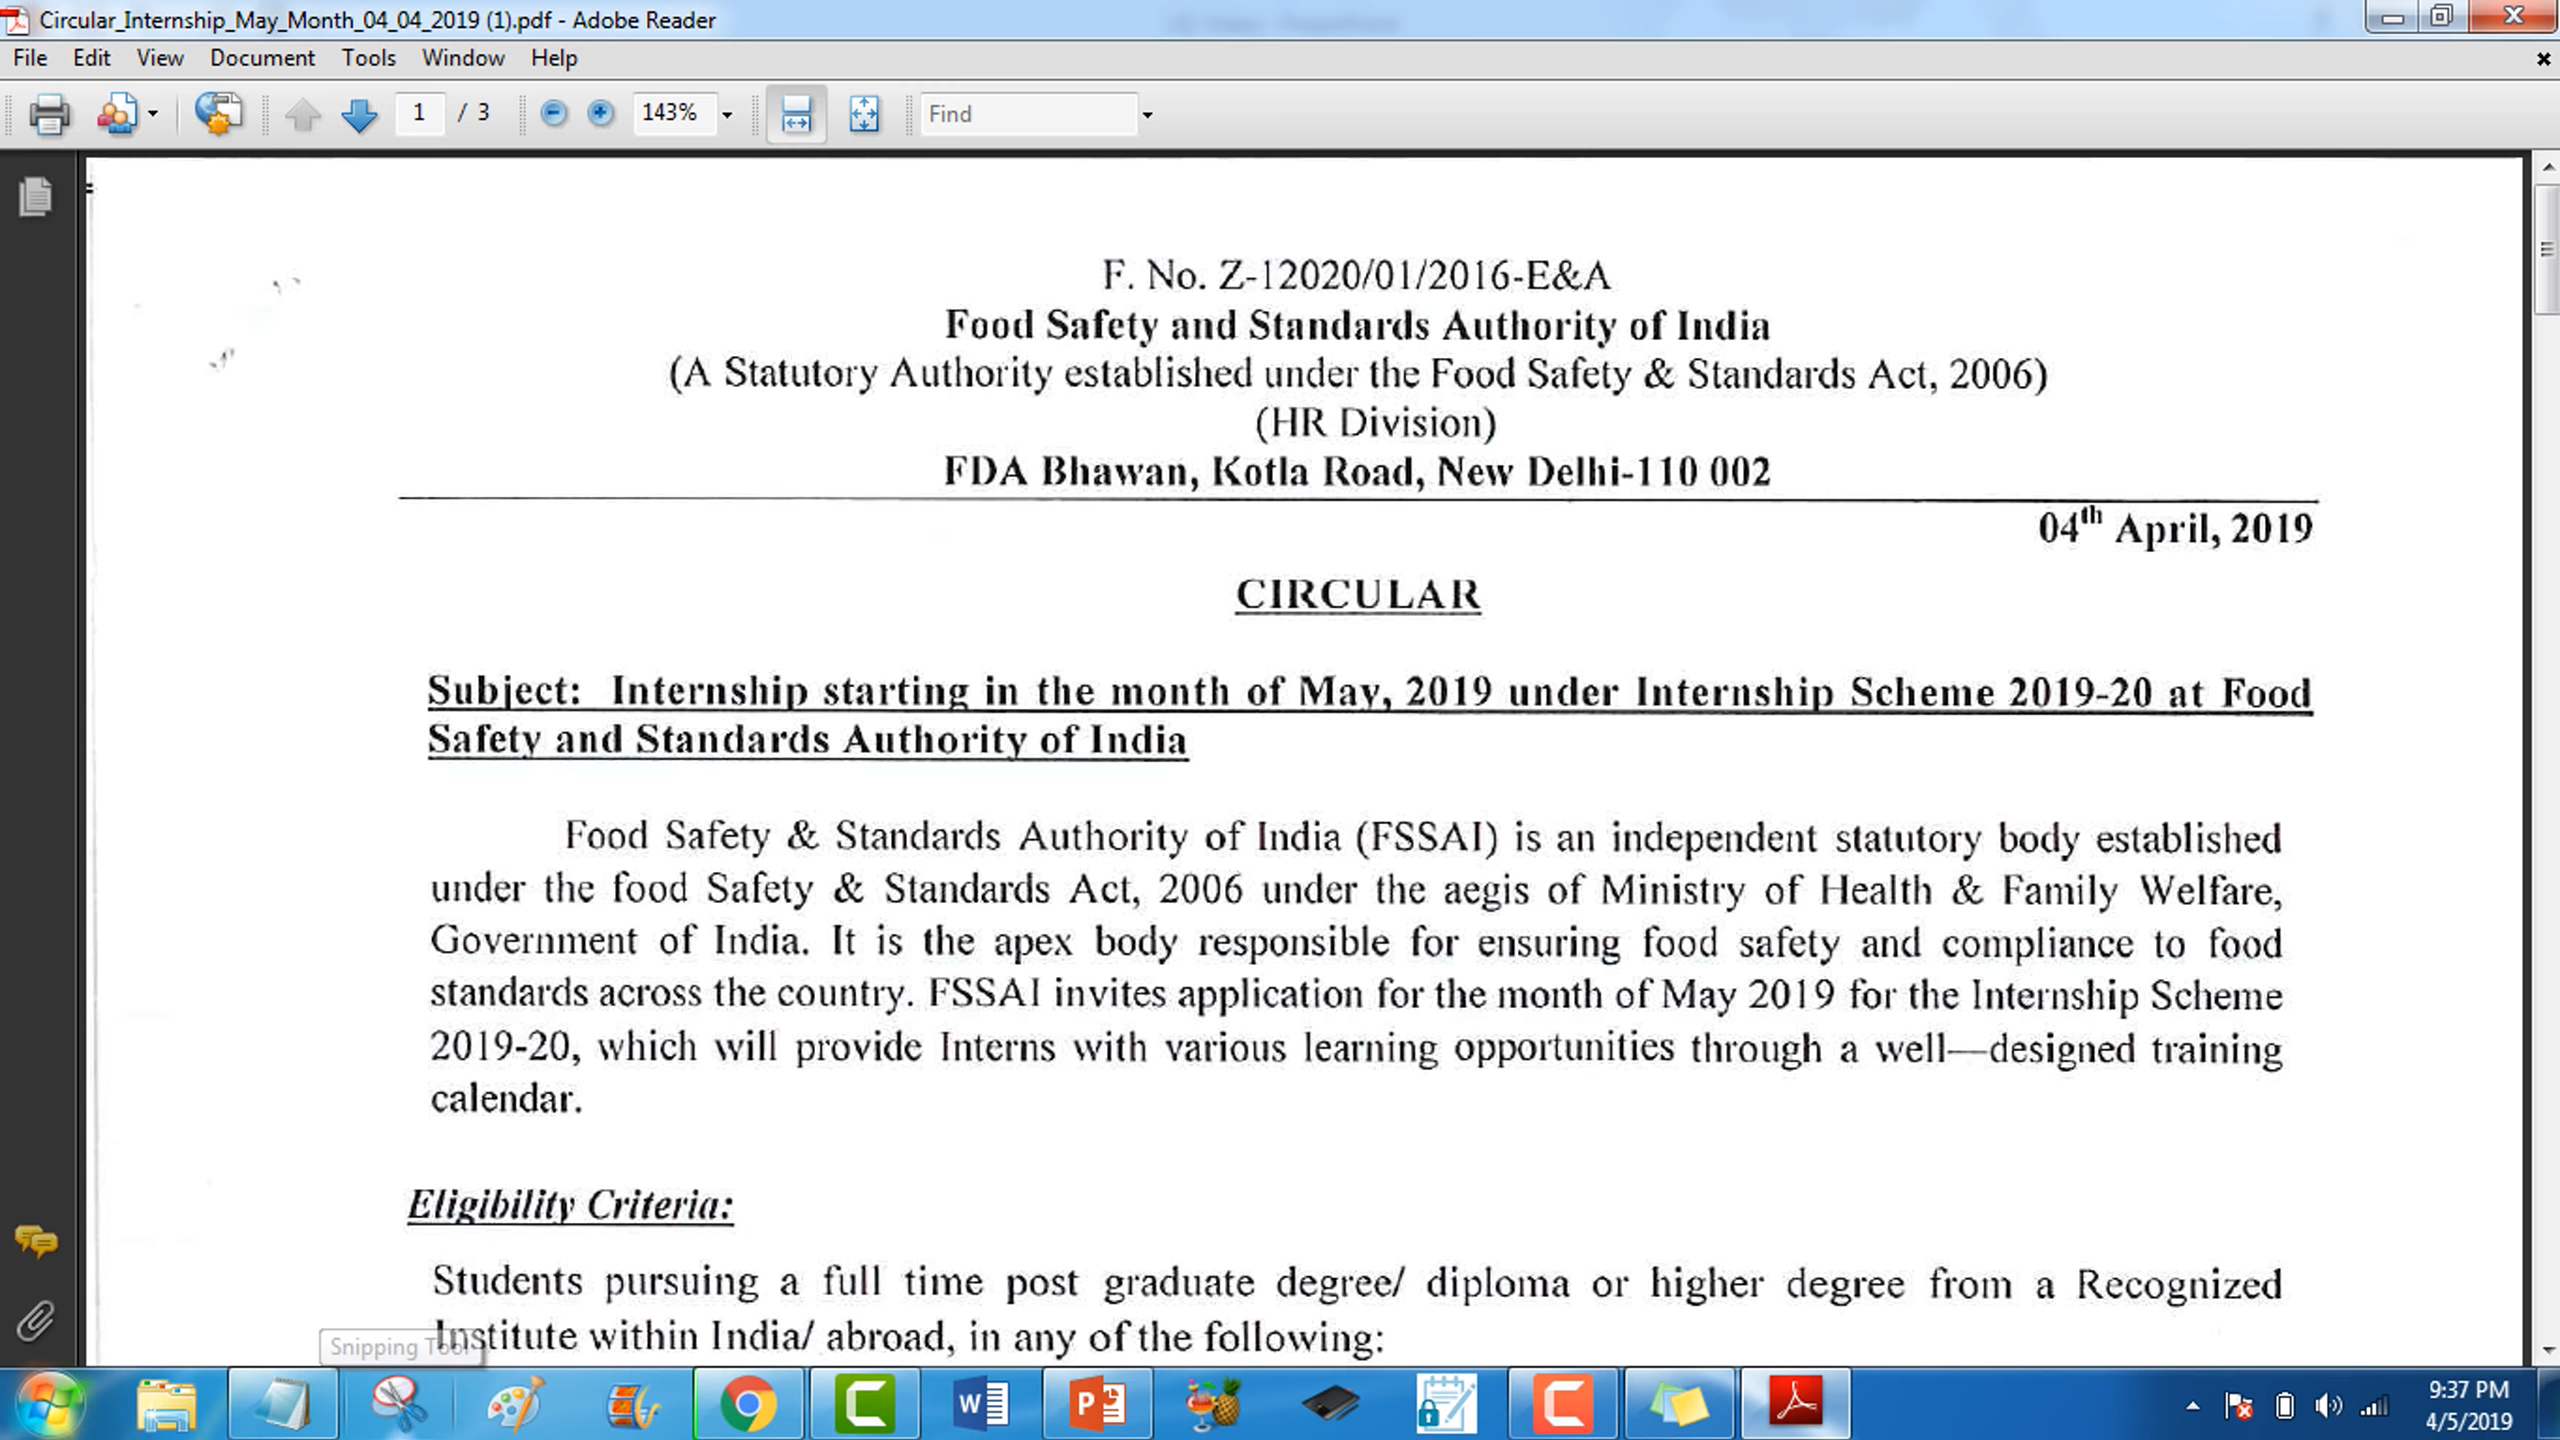 Circular_Internship_May_Month_04_04_2019 (1).pdf - Adobe Reader
File Edit View Document Tools Window Help
1 / 3 143% Find
F. No. Z-12020/01/2016-E&A
Food Safety and Standards Authority of India
(A Statutory Authority established under the Food Safety & Standards Act, 2006)
(HR Division)
FDA Bhawan, Kotla Road, New Delhi-110 002
04th April, 2019
CIRCULAR
Subject: Internship starting in the month of May, 2019 under Internship Scheme 2019-20 at Food
Safety and Standards Authority of India
Food Safety & Standards Authority of India (FSSAI) is an independent statutory body established
under the food Safety & Standards Act, 2006 under the aegis of Ministry of Health & Family Welfare,
Government of India. It is the apex body responsible for ensuring food safety and compliance to food
standards across the country. FSSAI invites application for the month of May 2019 for the Internship Scheme
2019-20, which will provide Interns with various learning opportunities through a well—designed training
calendar.
Eligibility Criteria:
Students pursuing a full time post graduate degree/ diploma or higher degree from a Recognized
Institute within India/ abroad, in any of the following:
Snipping Tool
9:37 PM
4/5/2019